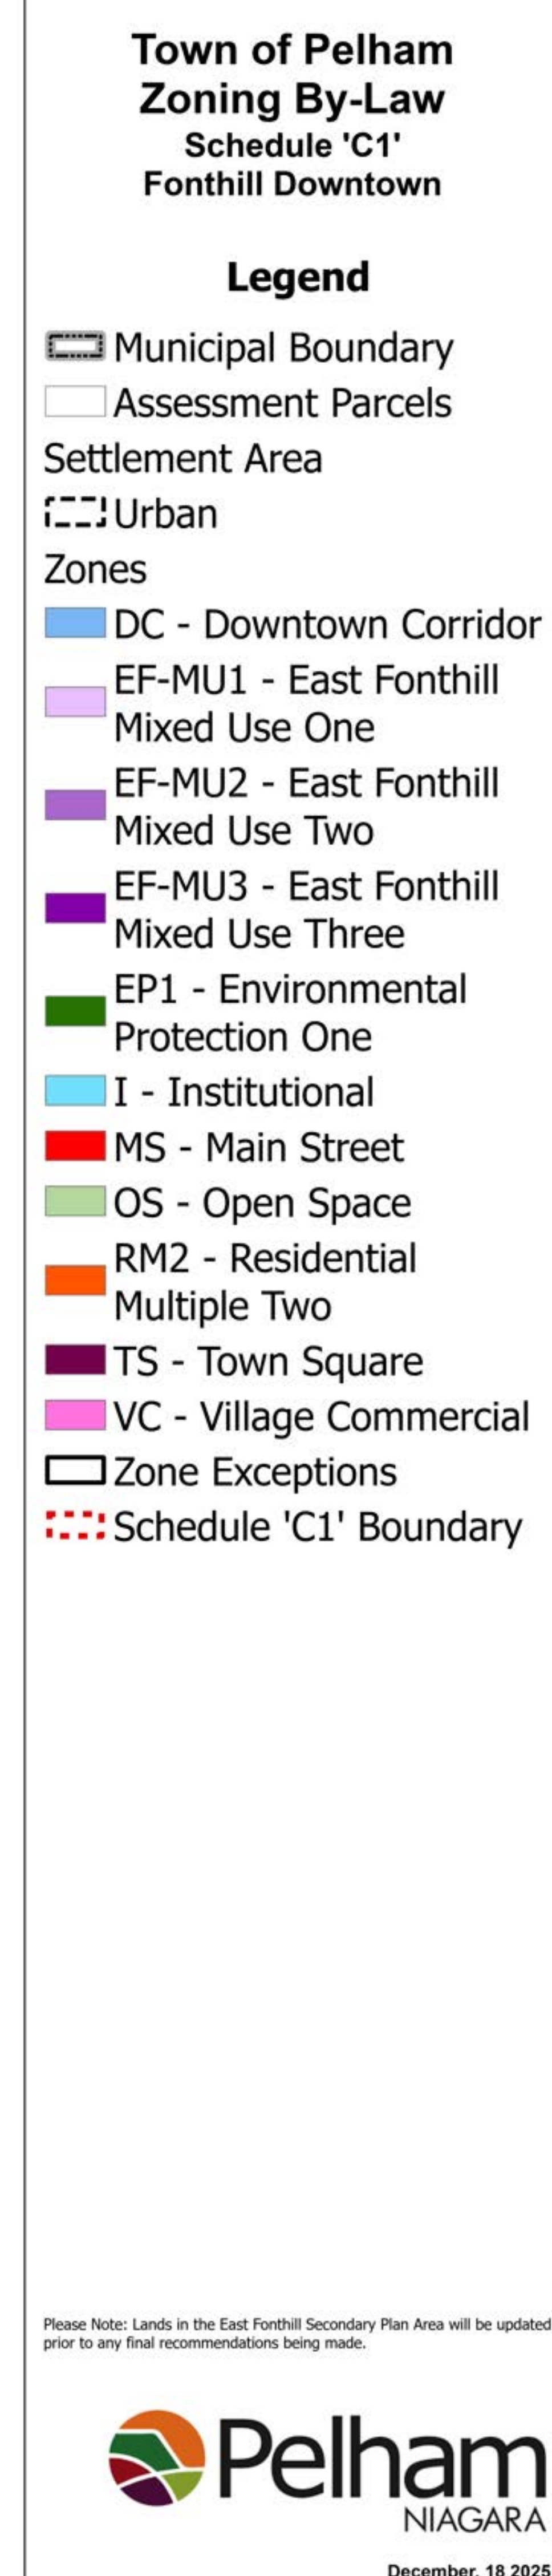 Town of Pelham
Zoning By-Law
Schedule 'C1'
Fonthill Downtown
Legend
Municipal Boundary
Assessment Parcels
Settlement Area
Urban
Zones
DC - Downtown Corridor
EF-MU1 - East Fonthill
Mixed Use One
EF-MU2 - East Fonthill
Mixed Use Two
EF-MU3 - East Fonthill
Mixed Use Three
EP1 - Environmental
Protection One
I - Institutional
MS - Main Street
OS - Open Space
RM2 - Residential
Multiple Two
TS - Town Square
VC - Village Commercial
Zone Exceptions
Schedule 'C1' Boundary
Please Note: Lands in the East Fonthill Secondary Plan Area will be updated
prior to any final recommendations being made.
Pelham
NIAGARA
December, 18 2025